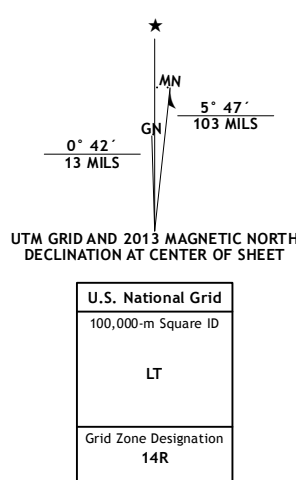 ★
MN
GN
5° 47´
103 MILS
0° 42´
13 MILS
UTM GRID AND 2013 MAGNETIC NORTH
DECLINATION AT CENTER OF SHEET
U.S. National Grid
100,000-m Square ID
LT
Grid Zone Designation
14R